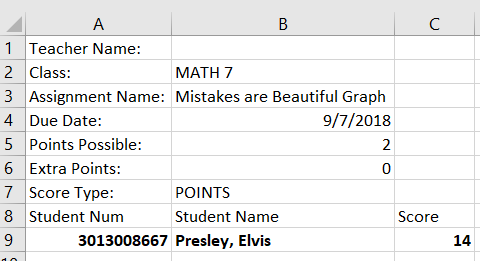 A B C
1 Teacher Name:
2 Class: MATH 7
3 Assignment Name: Mistakes are Beautiful Graph
4 Due Date: 9/7/2018
5 Points Possible: 2
6 Extra Points: 0
7 Score Type: POINTS
8 Student Num Student Name Score
9 3013008667 Presley, Elvis 14